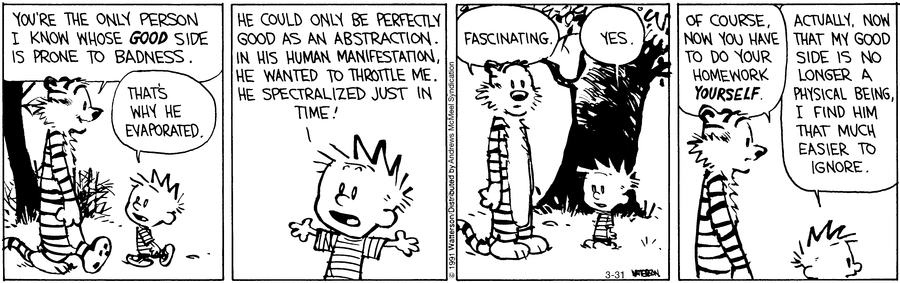 YOU'RE THE ONLY PERSON
I KNOW WHOSE GOOD SIDE
IS PRONE TO BADNESS.
THAT'S
WHY HE
EVAPORATED.
HE COULD ONLY BE PERFECTLY
GOOD AS AN ABSTRACTION.
IN HIS HUMAN MANIFESTATION,
HE WANTED TO THROTTLE ME.
HE SPECTRALIZED JUST IN
TIME!
© 1991 Watterson/Distributed by Andrews McMeel Syndication
FASCINATING.
YES.
3-31 WATTERSON
OF COURSE,
NOW YOU HAVE
TO DO YOUR
HOMEWORK
YOURSELF.
ACTUALLY, NOW
THAT MY GOOD
SIDE IS NO
LONGER A
PHYSICAL BEING,
I FIND HIM
THAT MUCH
EASIER TO
IGNORE.